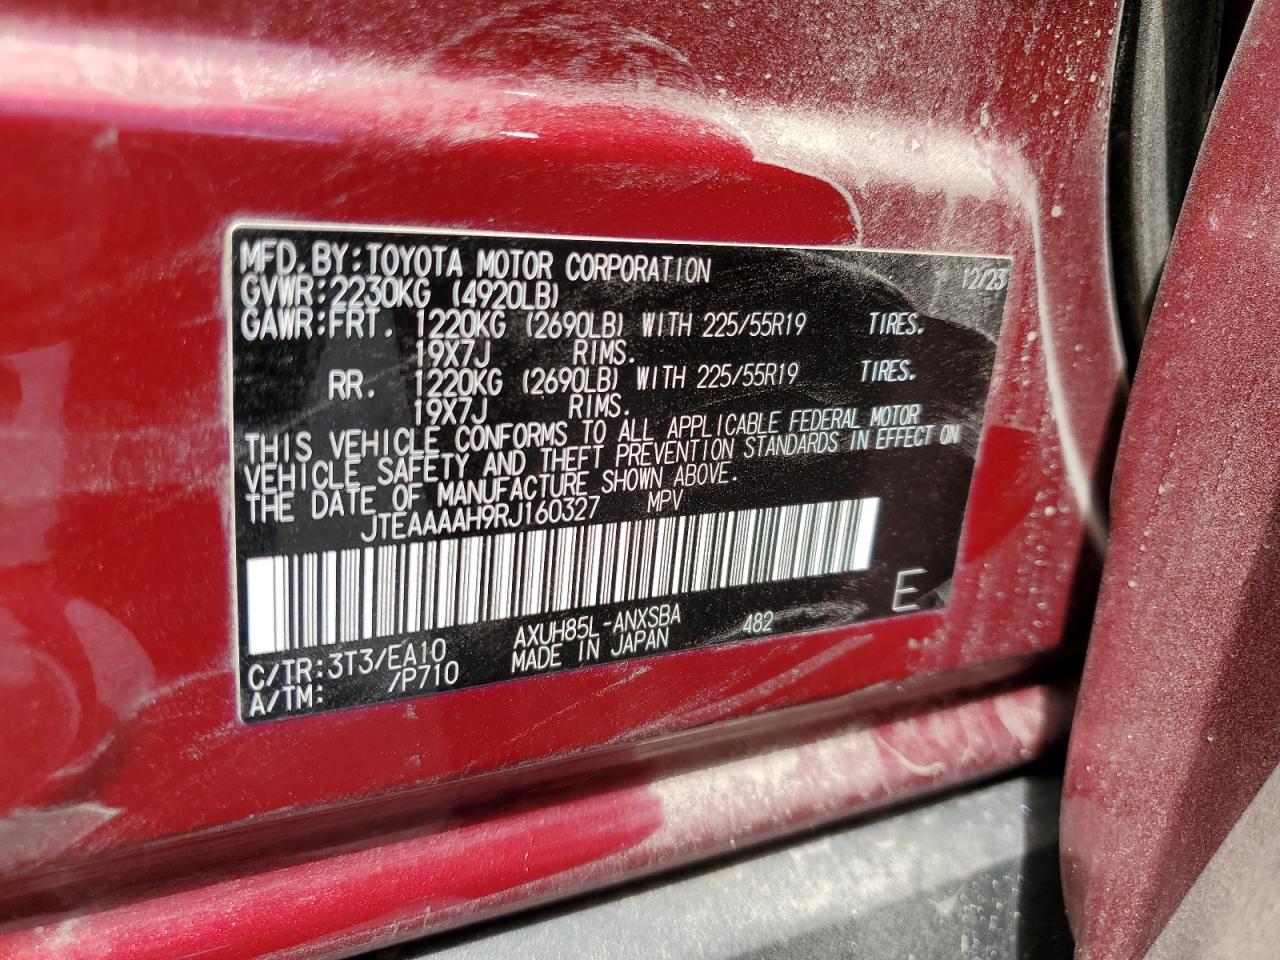 MFD. BY: TOYOTA MOTOR CORPORATION 12/23
GVWR: 2230KG (4920LB)
GAWR: FRT. 1220KG (2690LB) WITH 225/55R19 TIRES.
19X7J RIMS.
RR. 1220KG (2690LB) WITH 225/55R19 TIRES.
19X7J RIMS.
THIS VEHICLE CONFORMS TO ALL APPLICABLE FEDERAL MOTOR
VEHICLE SAFETY AND THEFT PREVENTION STANDARDS IN EFFECT ON
THE DATE OF MANUFACTURE SHOWN ABOVE.
JTEAAAAH9RJ160327 MPV
E
C/TR: 3T3/EA10 AXUH85L-ANXSBA 482
A/TM: /P710 MADE IN JAPAN